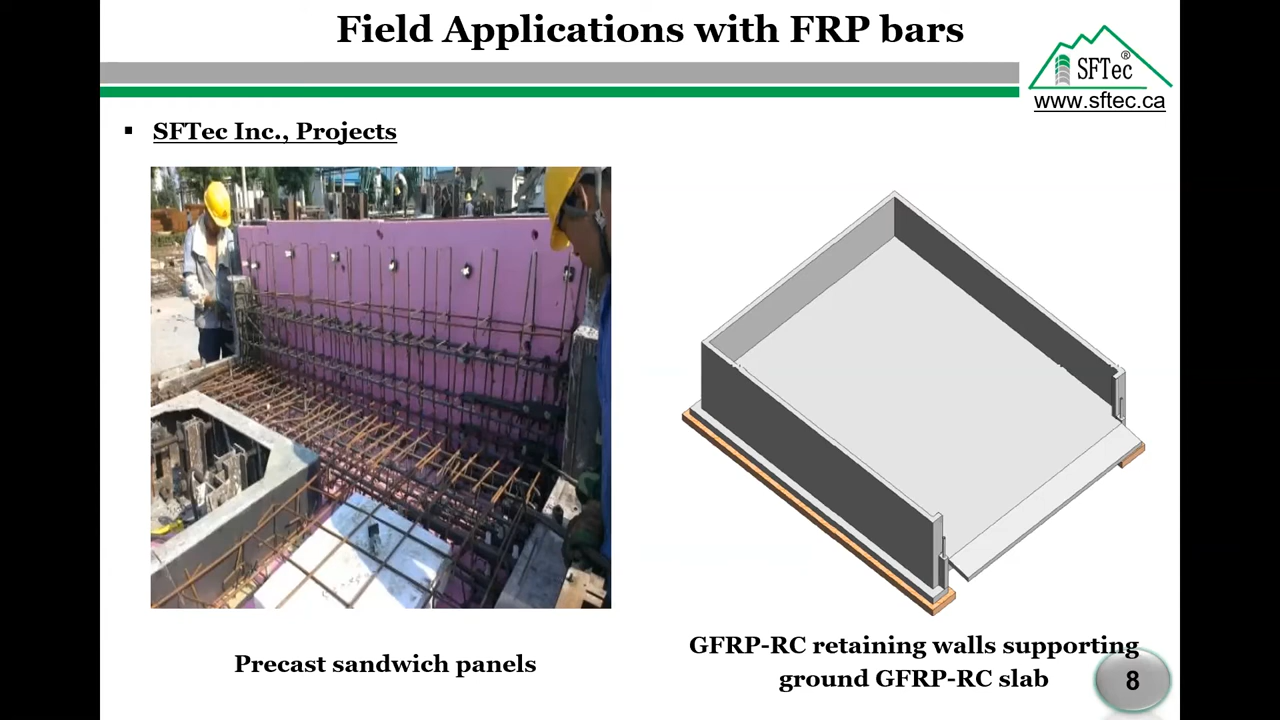 Field Applications with FRP bars
SFTec ®
www.sftec.ca
▪ SFTec Inc., Projects
Precast sandwich panels
GFRP-RC retaining walls supporting
ground GFRP-RC slab
8